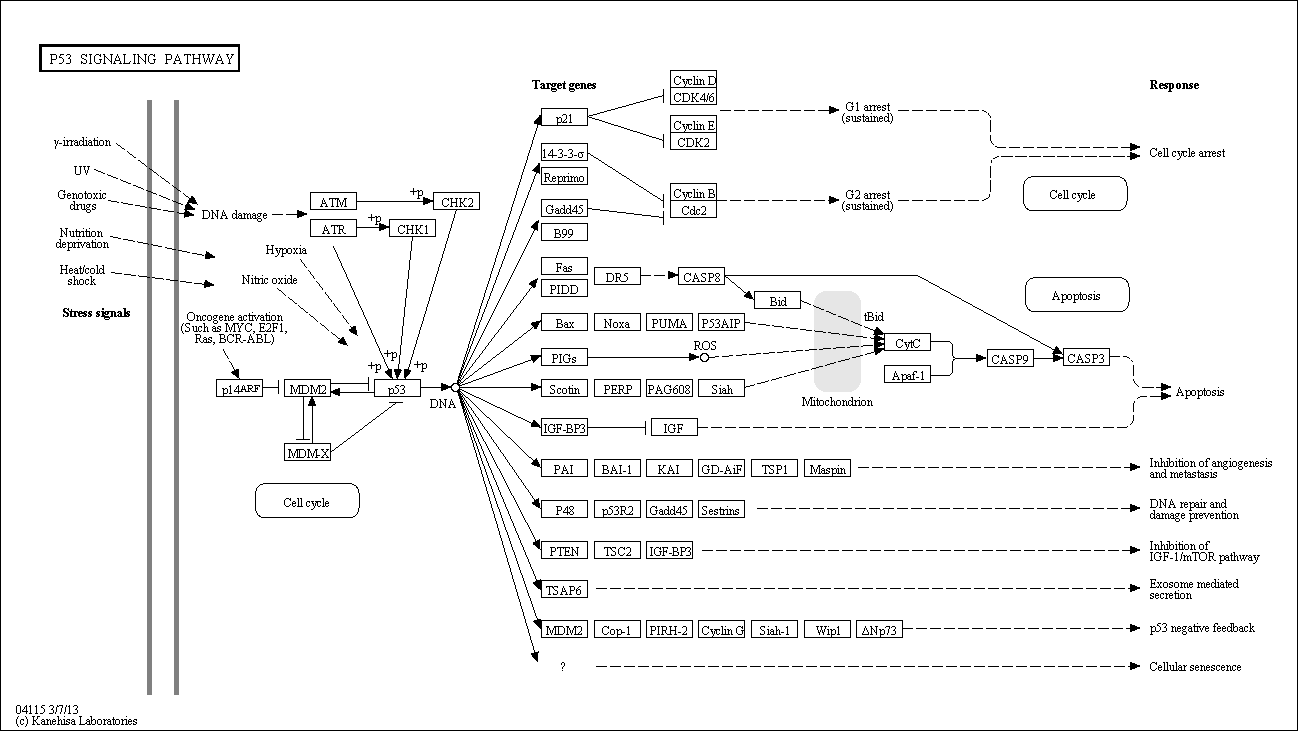 P53 SIGNALING PATHWAY
Target genes
Response
Cyclin D
CDK4/6
p21
G1 arrest
(sustained)
Cyclin E
CDK2
γ-irradiation
14-3-3-σ
Cell cycle arrest
UV
Reprimo
Genotoxic
drugs
DNA damage
ATM
+p
CHK2
Cyclin B
Cdc2
G2 arrest
(sustained)
Cell cycle
Gadd45
ATR
+p
CHK1
B99
Nutrition
deprivation
Hypoxia
Fas
Heat/cold
shock
Nitric oxide
PIDD
DR5
CASP8
Bid
Apoptosis
Stress signals
Oncogene activation
(Such as MYC, E2F1,
Ras, BCR-ABL)
Bax
Noxa
PUMA
P53AIP
tBid
CytC
ROS
+p
+p
+p
PIGs
CASP9
CASP3
Apaf-1
p14ARF
MDM2
p53
DNA
Scotin
PERP
PAG608
Siah
Mitochondrion
Apoptosis
IGF-BP3
IGF
MDM-X
PAI
BAI-1
KAI
GD-AiF
TSP1
Maspin
Inhibition of angiogenesis
and metastasis
Cell cycle
P48
p53R2
Gadd45
Sestrins
DNA repair and
damage prevention
PTEN
TSC2
IGF-BP3
Inhibition of
IGF-1/mTOR pathway
TSAP6
Exosome mediated
secretion
MDM2
Cop-1
PIRH-2
Cyclin G
Siah-1
Wip1
ΔNp73
p53 negative feedback
?
Cellular senescence
04115 3/7/13
(c) Kanehisa Laboratories